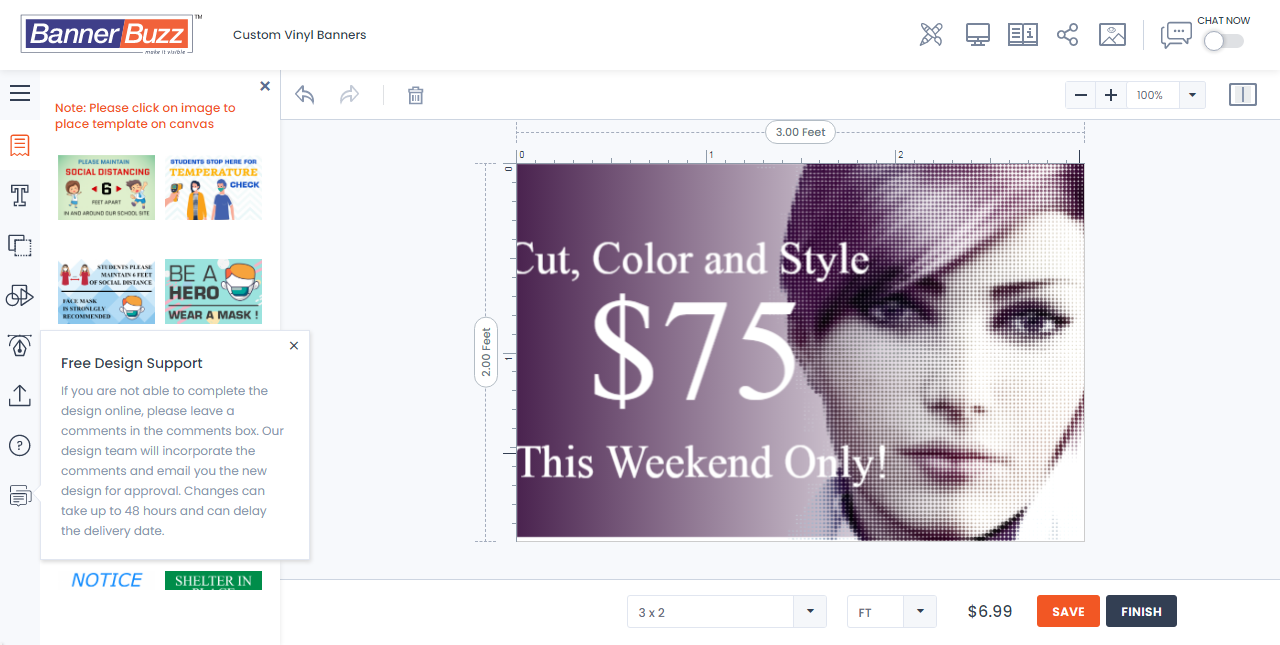 BannerBuzz
TM
make it visible
Custom Vinyl Banners
CHAT NOW
Note: Please click on image to
place template on canvas
PLEASE MAINTAIN
SOCIAL DISTANCING
6
FEET APART
IN AND AROUND OUR SCHOOL SITE
STUDENTS STOP HERE FOR
TEMPERATURE
CHECK
STUDENTS PLEASE
MAINTAIN 6 FEET
OF SOCIAL DISTANCE
FACE MASK
IS STRONLGLY
RECOMMENDED
BE A
HERO
WEAR A MASK !
Free Design Support
If you are not able to complete the
design online, please leave a
comments in the comments box. Our
design team will incorporate the
comments and email you the new
design for approval. Changes can
take up to 48 hours and can delay
the delivery date.
NOTICE
SHELTER IN
PLACE
100%
3.00 Feet
0
1
2
0
1
2.00 Feet
Cut, Color and Style
$75
This Weekend Only!
3 x 2
FT
$6.99
SAVE
FINISH